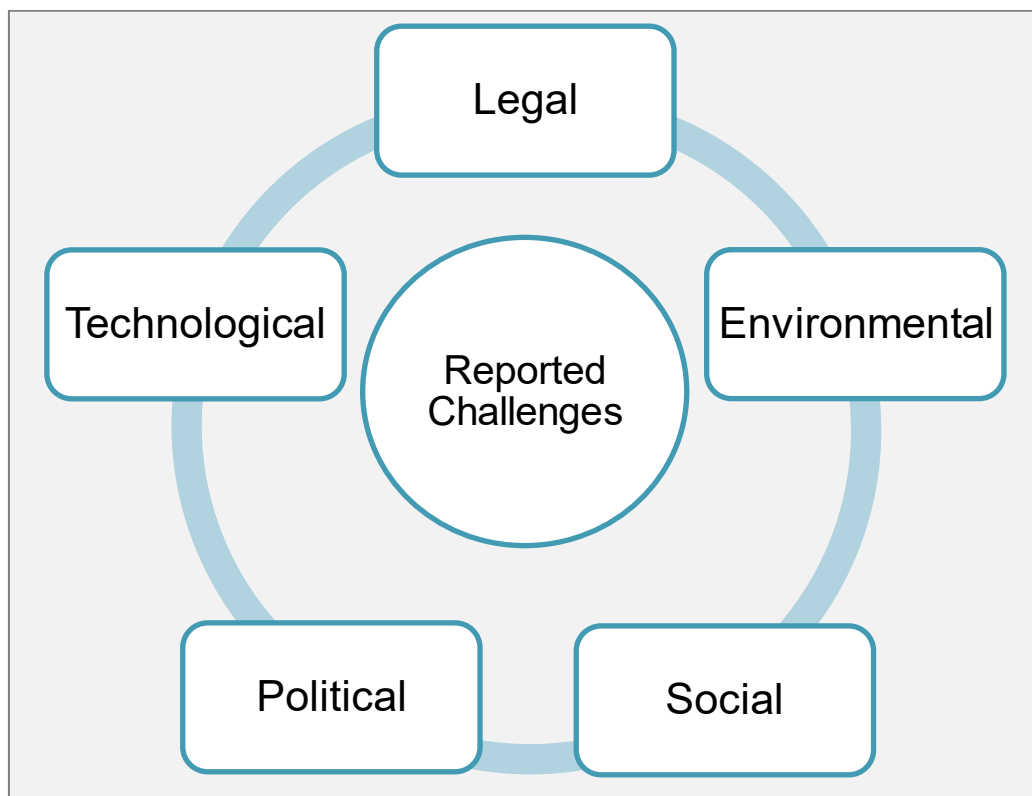 Legal
Technological
Environmental
Reported
Challenges
Political
Social